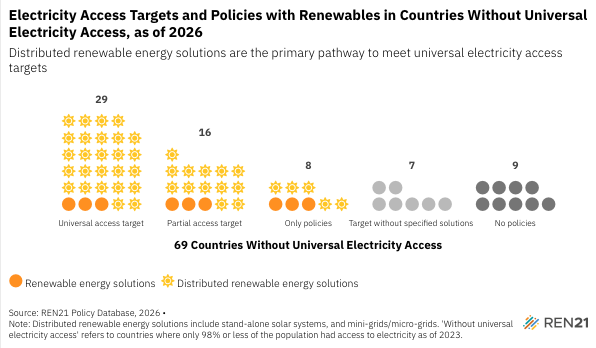 Electricity Access Targets and Policies with Renewables in Countries Without Universal
Electricity Access, as of 2026
Distributed renewable energy solutions are the primary pathway to meet universal electricity access
targets
29
16
8
7
9
Universal access target
Partial access target
Only policies
Target without specified solutions
No policies
69 Countries Without Universal Electricity Access
Renewable energy solutions
Distributed renewable energy solutions
Source: REN21 Policy Database, 2026 •
Note: Distributed renewable energy solutions include stand-alone solar systems, and mini-grids/micro-grids. 'Without universal
electricity access' refers to countries where only 98% or less of the population had access to electricity as of 2023.
REN21